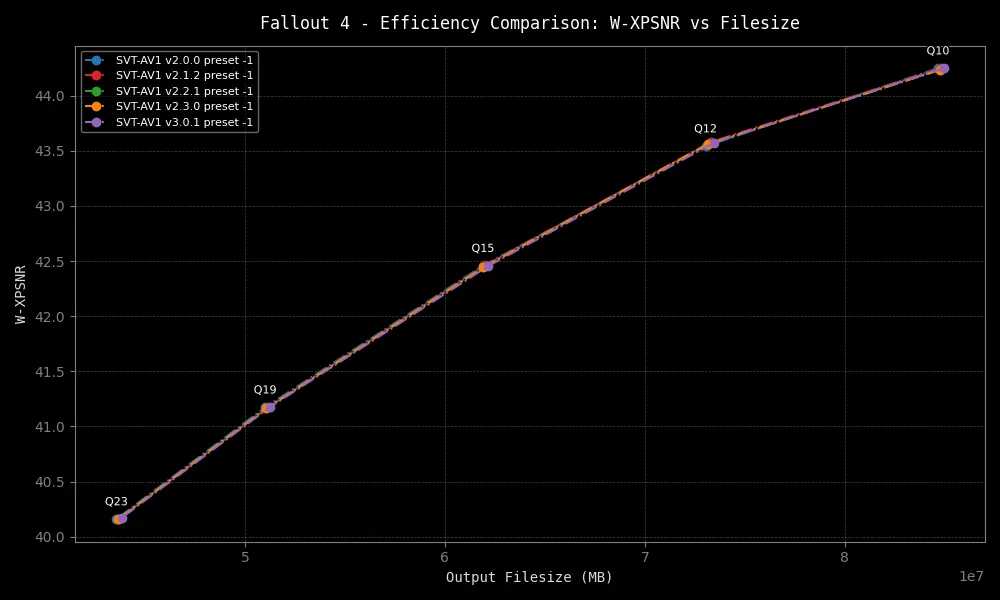 Fallout 4 - Efficiency Comparison: W-XPSNR vs Filesize
SVT-AV1 v2.0.0 preset -1
SVT-AV1 v2.1.2 preset -1
SVT-AV1 v2.2.1 preset -1
SVT-AV1 v2.3.0 preset -1
SVT-AV1 v3.0.1 preset -1
Q10
Q12
Q15
Q19
Q23
W-XPSNR
44.0
43.5
43.0
42.5
42.0
41.5
41.0
40.5
40.0
5 6 7 8
1e7
Output Filesize (MB)